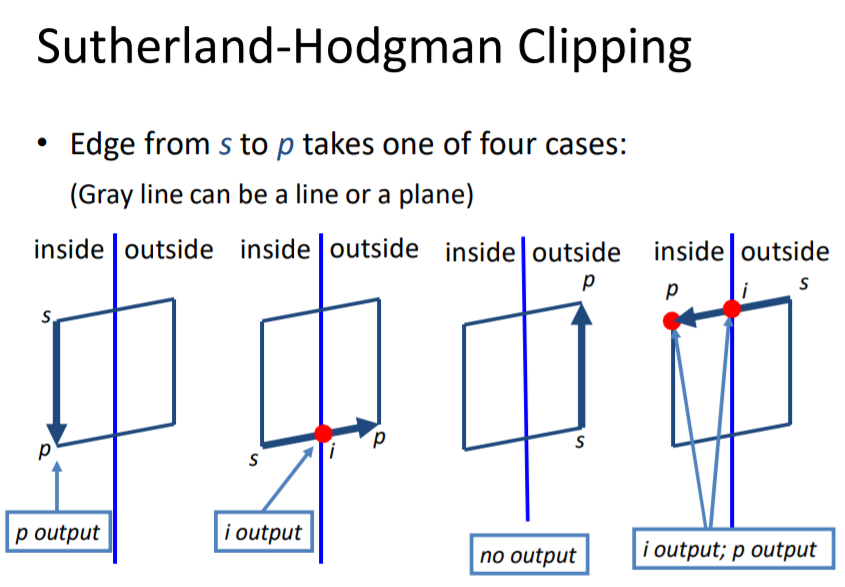 Sutherland-Hodgman Clipping
• Edge from s to p takes one of four cases:
(Gray line can be a line or a plane)
inside outside inside outside inside outside inside outside
s
p
p output
s
i
p
i output
p
s
no output
p
i
s
i output; p output